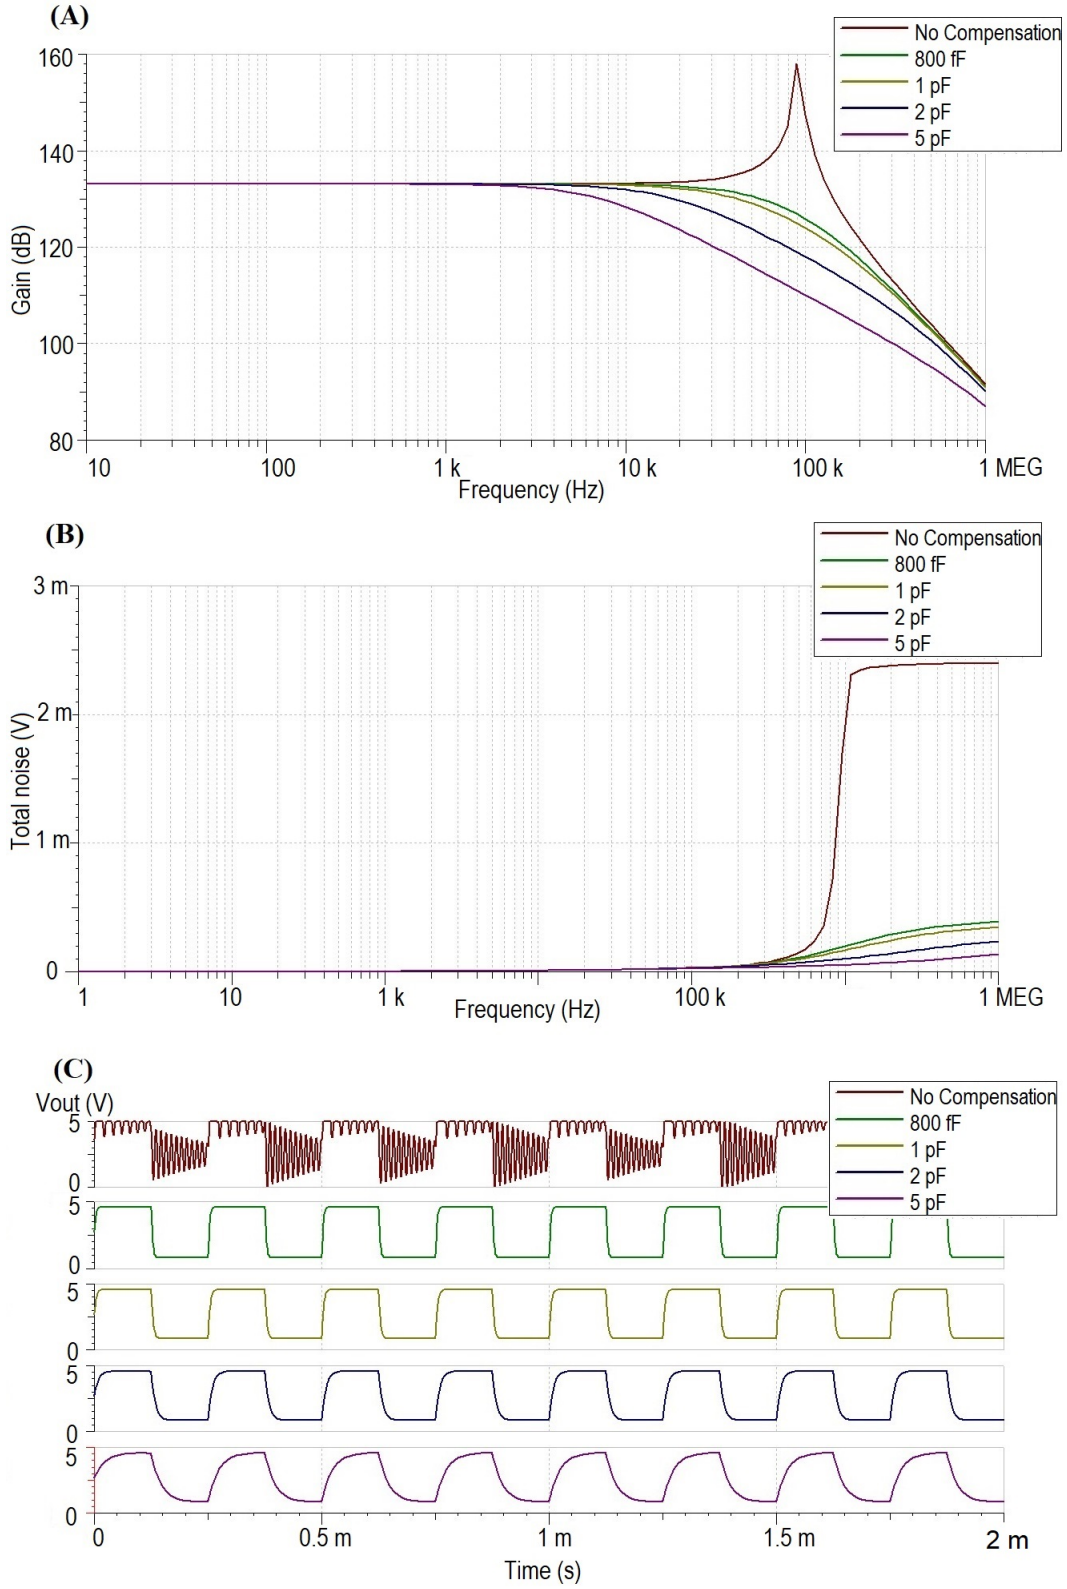 (A)
No Compensation
800 fF
1 pF
2 pF
5 pF
160
140
120
100
80
Gain (dB)
10
100
1 k
10 k
100 k
1 MEG
Frequency (Hz)
(B)
No Compensation
800 fF
1 pF
2 pF
5 pF
3 m
2 m
1 m
0
Total noise (V)
1
10
1 k
100 k
1 MEG
Frequency (Hz)
(C)
Vout (V)
No Compensation
800 fF
1 pF
2 pF
5 pF
5
0
5
0
5
0
5
0
5
0
0
0.5 m
1 m
1.5 m
2 m
Time (s)